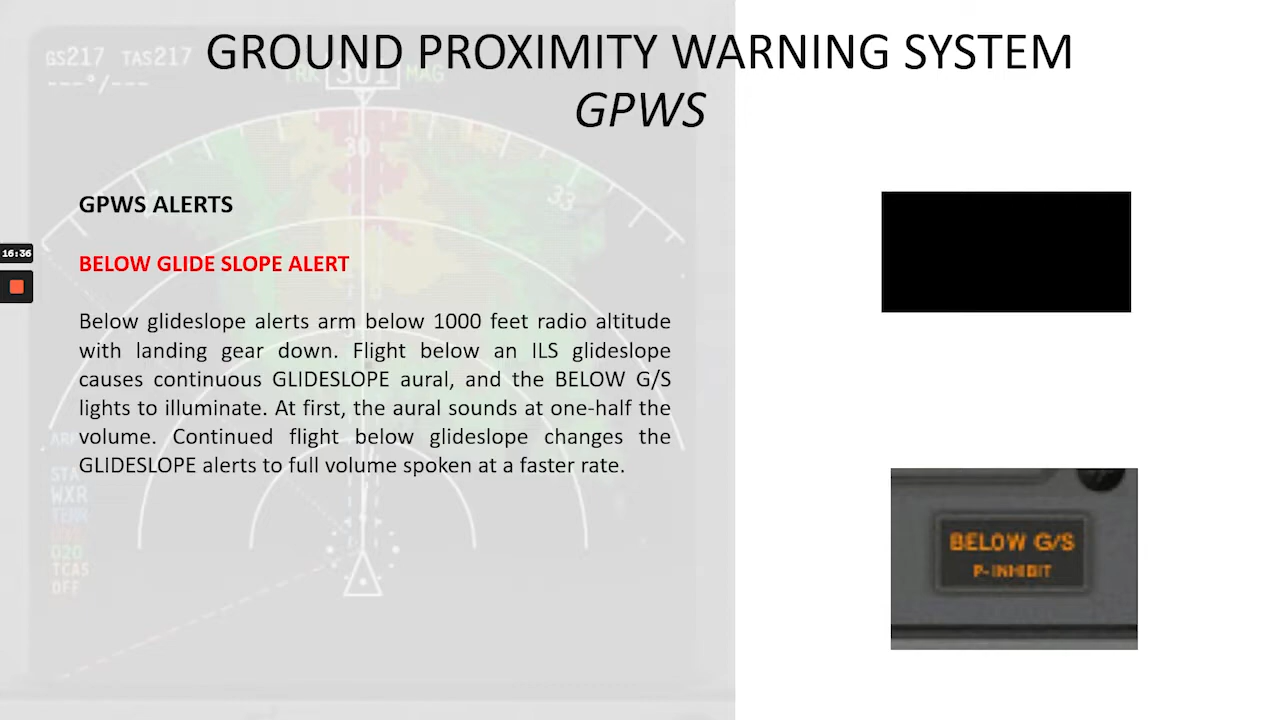 GROUND PROXIMITY WARNING SYSTEM
GPWS
GS217 TAS217
---°/---
TRK 301 MAG
30
33
GPWS ALERTS
16:36
BELOW GLIDE SLOPE ALERT
Below glideslope alerts arm below 1000 feet radio altitude
with landing gear down. Flight below an ILS glideslope
causes continuous GLIDESLOPE aural, and the BELOW G/S
lights to illuminate. At first, the aural sounds at one-half the
volume. Continued flight below glideslope changes the
GLIDESLOPE alerts to full volume spoken at a faster rate.
STA
WXR
TERR
020
TCAS
OFF
BELOW G/S
P-INHIBIT